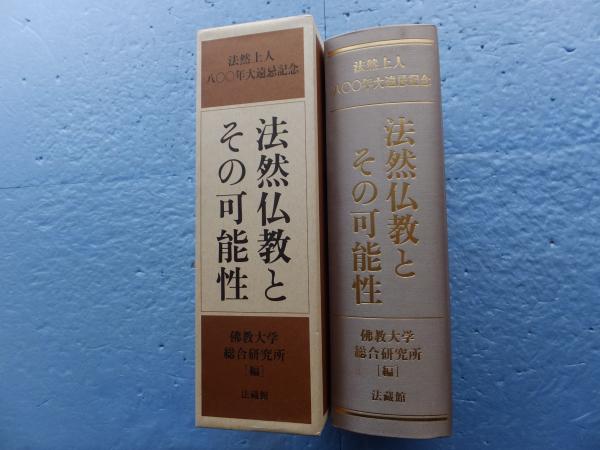 法然上人
八〇〇年大遠忌記念
法然仏教と
その可能性
佛教大学
総合研究所
[編]
法藏館
法然上人
八〇〇年大遠忌記念
法然仏教と
その可能性
佛教大学
総合研究所
[編]
法藏館